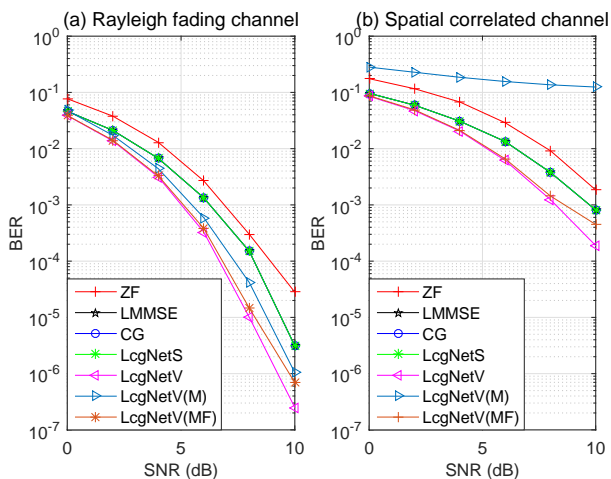 (a) Rayleigh fading channel
10^0
10^-1
10^-2
10^-3
10^-4
10^-5
10^-6
10^-7
BER
0
5
10
SNR (dB)
ZF
LMMSE
CG
LcgNetS
LcgNetV
LcgNetV(M)
LcgNetV(MF)
(b) Spatial correlated channel
10^0
10^-1
10^-2
10^-3
10^-4
10^-5
10^-6
10^-7
BER
0
5
10
SNR (dB)
ZF
LMMSE
CG
LcgNetS
LcgNetV
LcgNetV(M)
LcgNetV(MF)